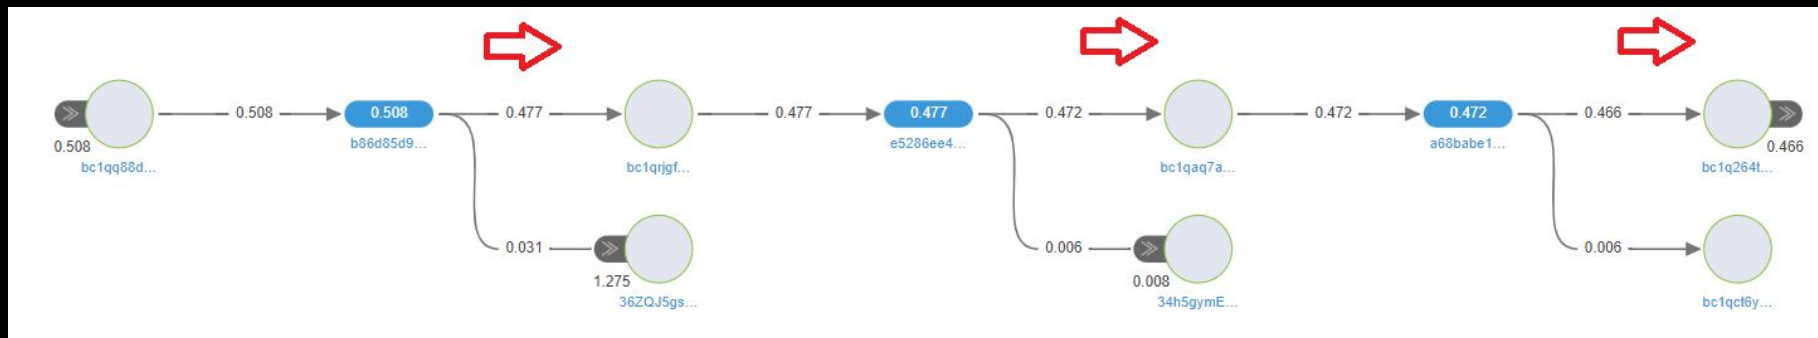 0.508
bc1qq88d...
0.508
0.508
b86d85d9...
0.477
bc1qrjgf...
0.031
1.275
36ZQJ5gs...
0.477
0.477
e5286ee4...
0.472
bc1qaq7a...
0.006
0.008
34h5gymE...
0.472
0.472
a68babe1...
0.466
0.466
bc1q264t...
0.006
bc1qct6y...